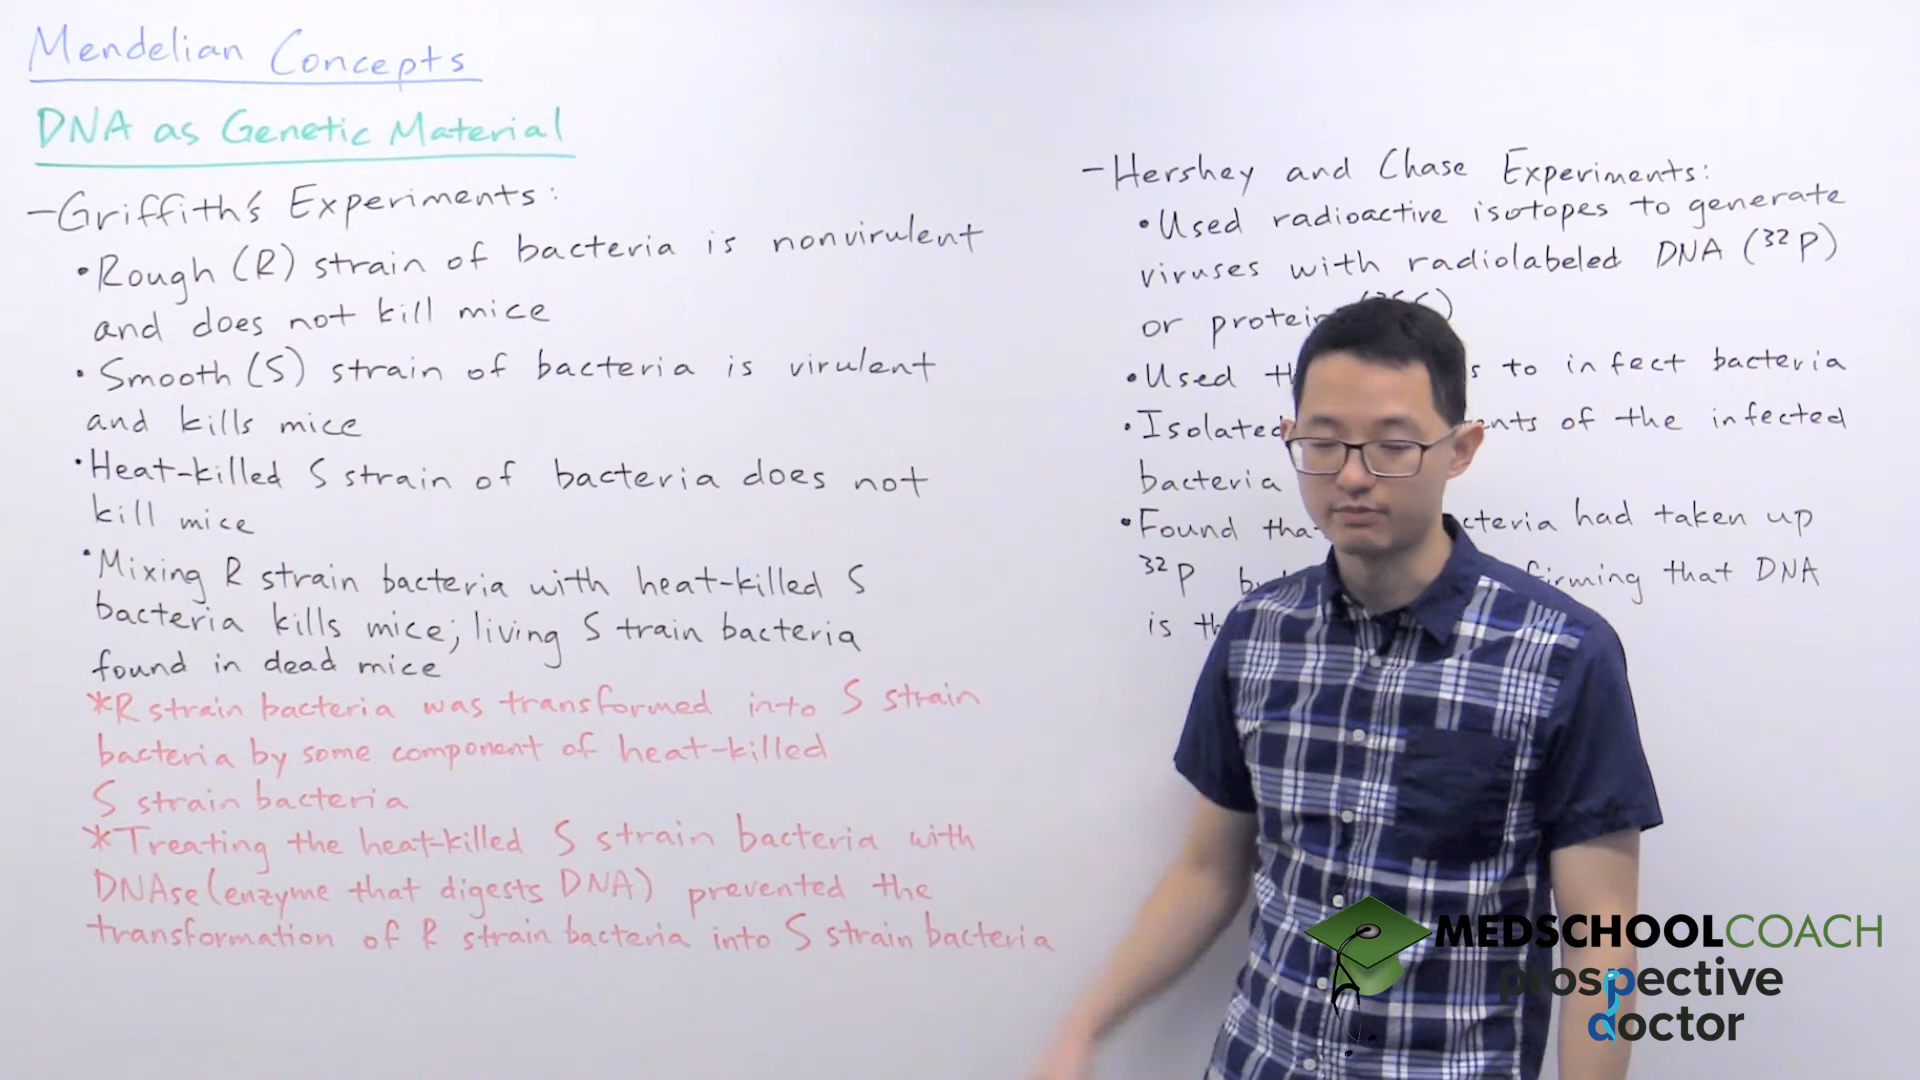 Mendelian Concepts
DNA as Genetic Material
-Griffith's Experiments:
•Rough (R) strain of bacteria is nonvirulent
and does not kill mice
•Smooth (S) strain of bacteria is virulent
and kills mice
•Heat-killed S strain of bacteria does not
kill mice
•Mixing R strain bacteria with heat-killed S
bacteria kills mice; living S train bacteria
found in dead mice
*R strain bacteria was transformed into S strain
bacteria by some component of heat-killed
S strain bacteria
*Treating the heat-killed S strain bacteria with
DNAse (enzyme that digests DNA) prevented the
transformation of R strain bacteria into S strain bacteria
-Hershey and Chase Experiments:
•Used radioactive isotopes to generate
viruses with radiolabeled DNA (³²P)
or protein
•Used to infect bacteria
•Isolated of the infected
bacteria
•Found had taken up
³²P that DNA
is
MEDSCHOOLCOACH
prospective
doctor